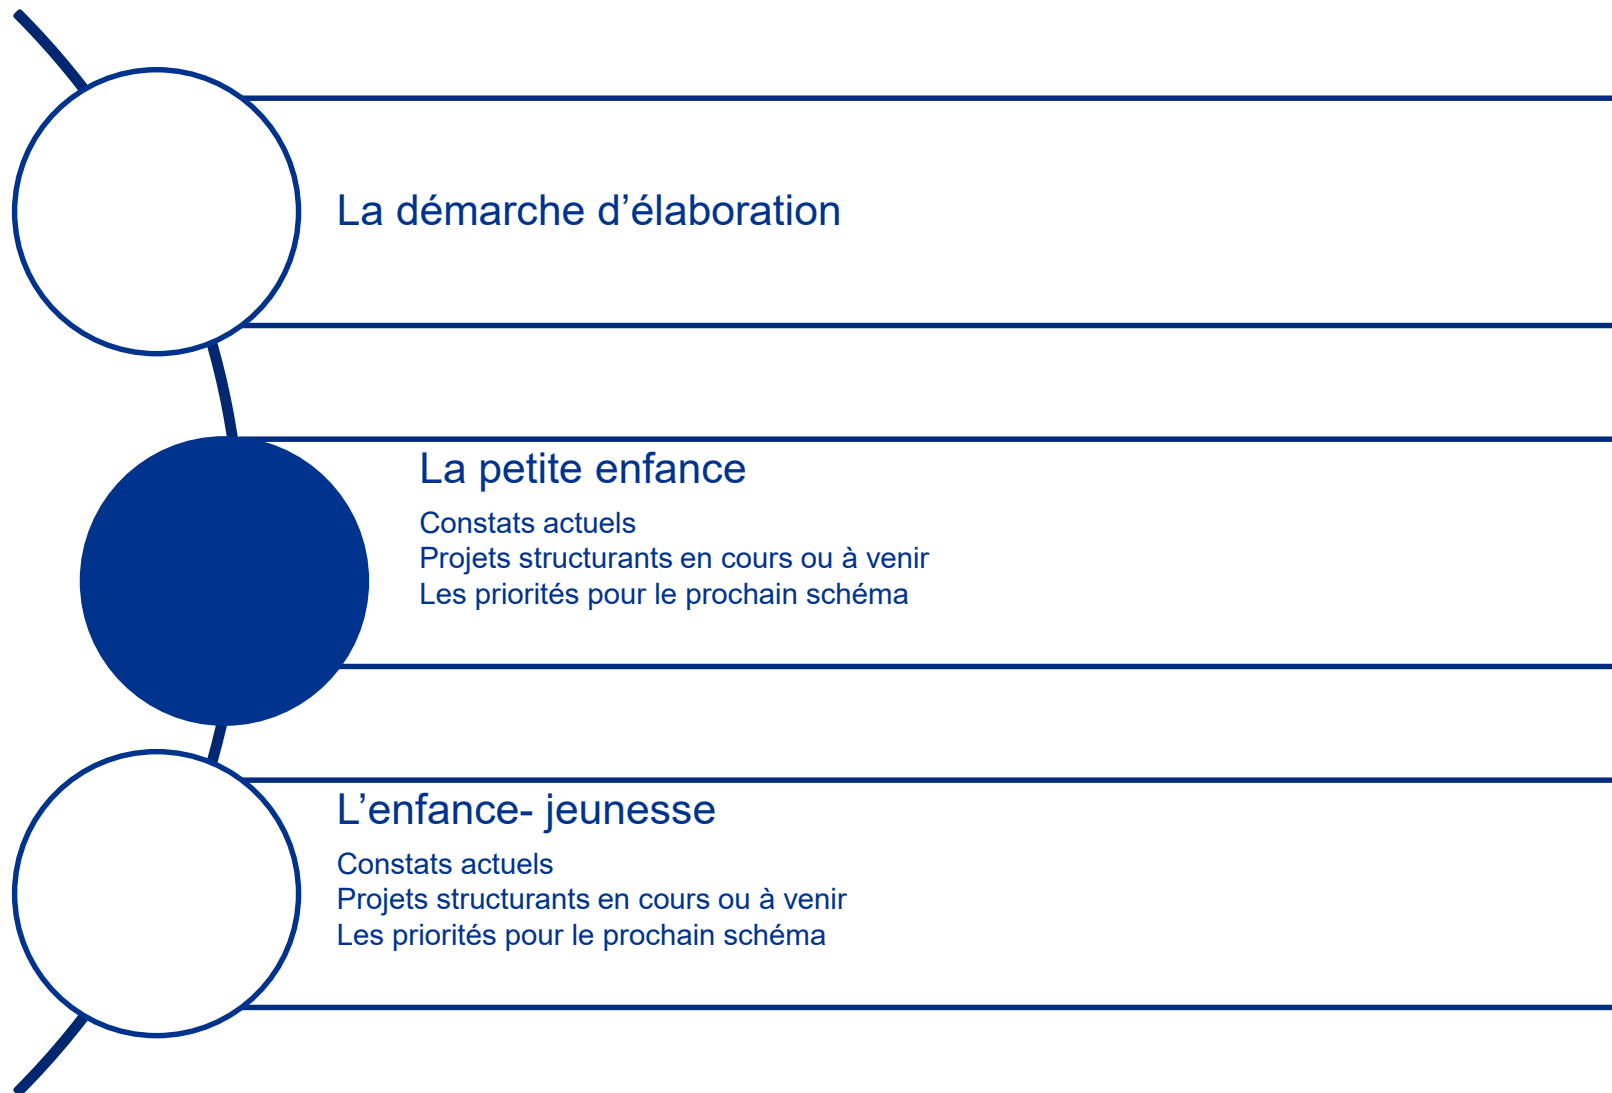 La démarche d’élaboration
La petite enfance
Constats actuels
Projets structurants en cours ou à venir
Les priorités pour le prochain schéma
L’enfance- jeunesse
Constats actuels
Projets structurants en cours ou à venir
Les priorités pour le prochain schéma